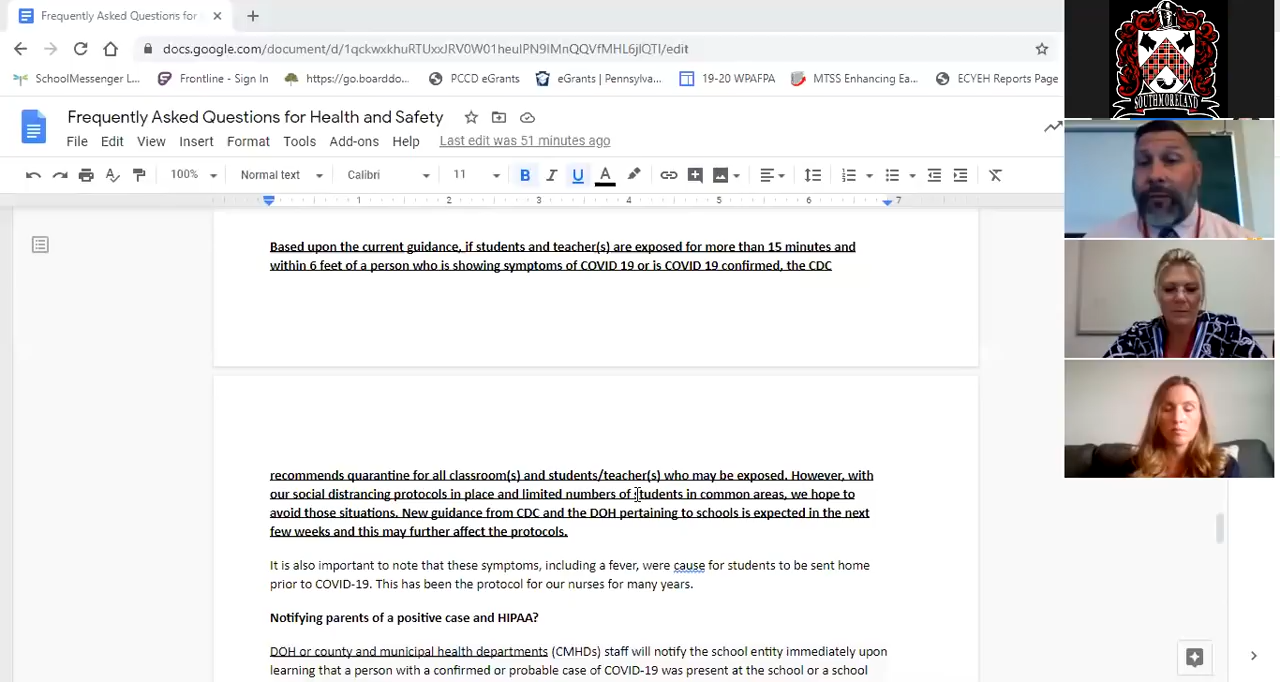 Frequently Asked Questions for
docs.google.com/document/d/1qckwxkhuRTUxxJRV0W01heuIPN9IMnQQVfMHL6jIQTI/edit
SchoolMessenger L... Frontline - Sign In https://go.boarddo... PCCD eGrants eGrants | Pennsylva... 19-20 WPAFPA MTSS Enhancing Ea... ECYEH Reports Page
Frequently Asked Questions for Health and Safety
File Edit View Insert Format Tools Add-ons Help Last edit was 51 minutes ago
100% Normal text Calibri 11 B I U A
1 2 3 4 5 6 7
Based upon the current guidance, if students and teacher(s) are exposed for more than 15 minutes and
within 6 feet of a person who is showing symptoms of COVID 19 or is COVID 19 confirmed, the CDC
recommends quarantine for all classroom(s) and students/teacher(s) who may be exposed. However, with
our social distrancing protocols in place and limited numbers of students in common areas, we hope to
avoid those situations. New guidance from CDC and the DOH pertaining to schools is expected in the next
few weeks and this may further affect the protocols.
It is also important to note that these symptoms, including a fever, were cause for students to be sent home
prior to COVID-19. This has been the protocol for our nurses for many years.
Notifying parents of a positive case and HIPAA?
DOH or county and municipal health departments (CMHDs) staff will notify the school entity immediately upon
learning that a person with a confirmed or probable case of COVID-19 was present at the school or a school
SOUTHMORELAND